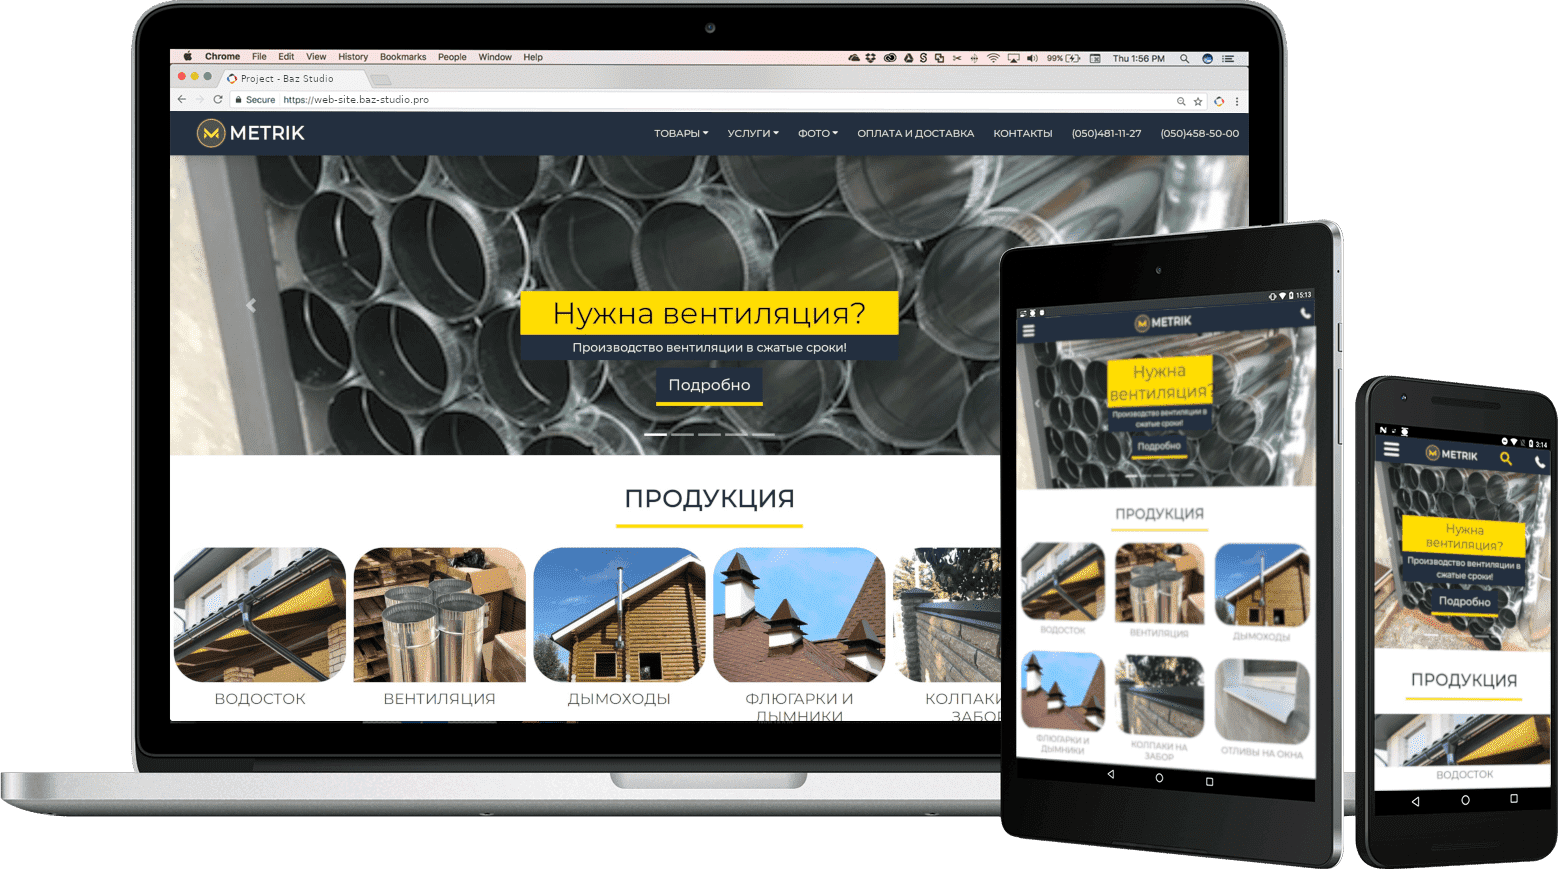 Chrome File Edit View History Bookmarks People Window Help
99%
Thu 1:56 PM
Project - Baz Studio
Secure https://web-site.baz-studio.pro
METRIK
ТОВАРЫ УСЛУГИ ФОТО ОПЛАТА И ДОСТАВКА КОНТАКТЫ (050)481-11-27 (050)458-50-00
Нужна вентиляция?
Производство вентиляции в сжатые сроки!
Подробно
ПРОДУКЦИЯ
ВОДОСТОК
ВЕНТИЛЯЦИЯ
ДЫМОХОДЫ
ФЛЮГАРКИ И
ДЫМНИКИ
КОЛПАКИ
ЗАБОР
15:13
METRIK
Нужна
вентиляция?
Производство вентиляции в
сжатые сроки!
Подробно
ПРОДУКЦИЯ
ВОДОСТОК
ВЕНТИЛЯЦИЯ
ДЫМОХОДЫ
ФЛЮГАРКИ И
ДЫМНИКИ
КОЛПАКИ НА
ЗАБОР
ОТЛИВЫ НА ОКНА
3:14
METRIK
Нужна
вентиляция?
Производство вентиляции в
сжатые сроки!
Подробно
ПРОДУКЦИЯ
ВОДОСТОК